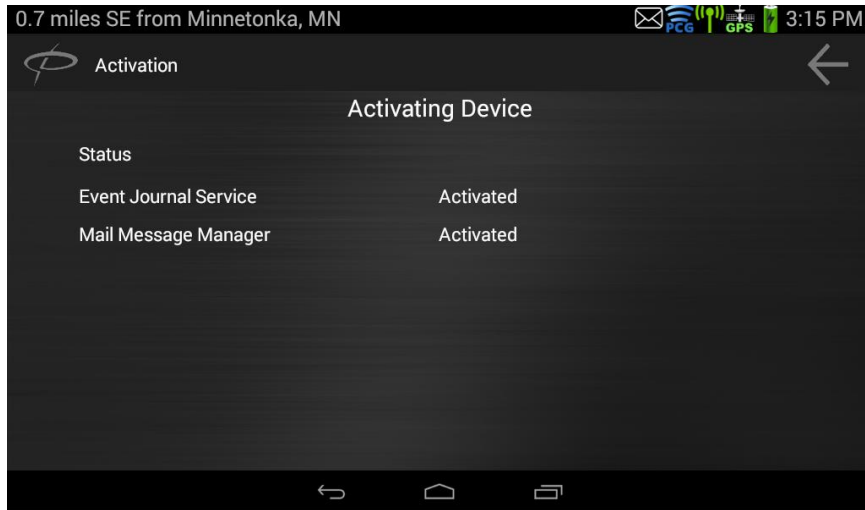 0.7 miles SE from Minnetonka, MN PCG GPS 3:15 PM
Activation
Activating Device
Status
Event Journal Service Activated
Mail Message Manager Activated